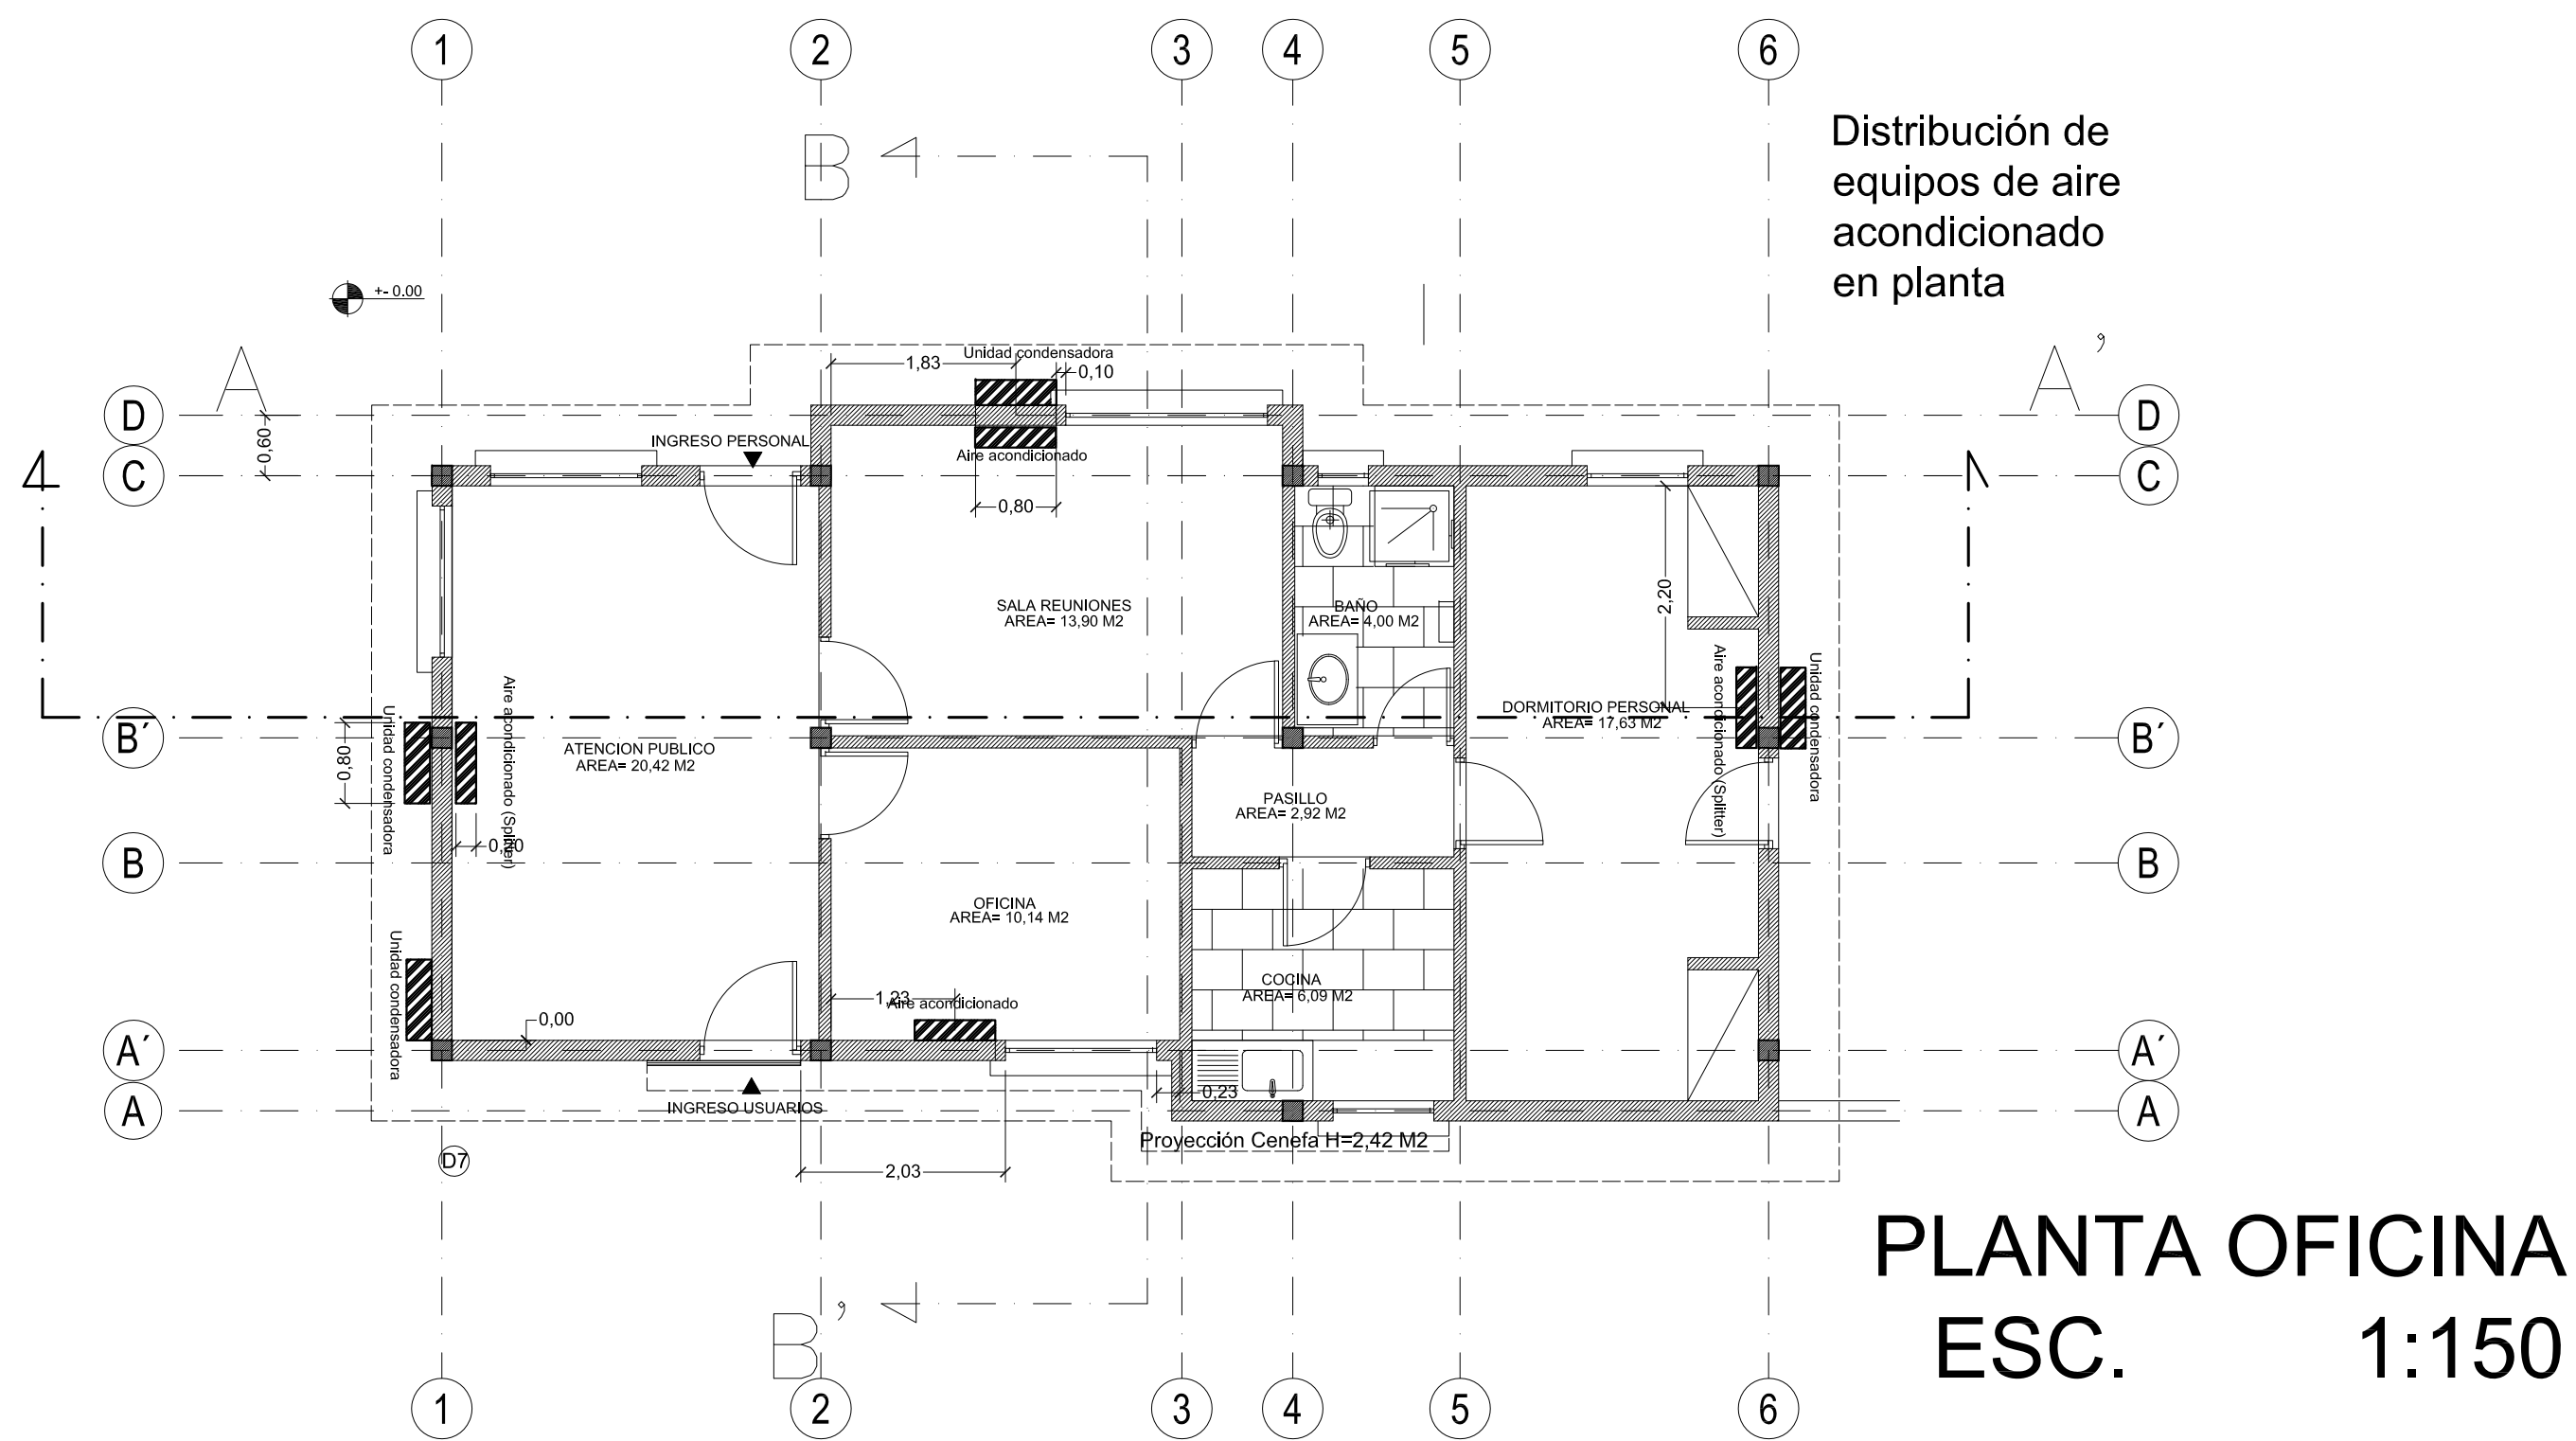 1 2 3 4 5 6
Distribución de
equipos de aire
acondicionado
en planta
B
+- 0.00
A
A’
1,83
Unidad condensadora
0,10
D
D
0,60
INGRESO PERSONAL
Aire acondicionado
C
C
0,80
SALA REUNIONES
AREA= 13,90 M2
BAÑO
AREA= 4,00 M2
2,20
Aire acondicionado (Splitter)
Unidad condensadora
DORMITORIO PERSONAL
AREA= 17,63 M2
Unidad condensadora
Aire acondicionado (Splitter)
B´
B´
ATENCION PUBLICO
AREA= 20,42 M2
0,80
PASILLO
AREA= 2,92 M2
0,20
B
B
OFICINA
AREA= 10,14 M2
Unidad condensadora
COCINA
AREA= 6,09 M2
1,23
Aire acondicionado
0,00
A´
A´
0,23
INGRESO USUARIOS
A
A
Proyección Cenefa H=2,42 M2
D7
2,03
PLANTA OFICINA
B’
ESC. 1:150
1 2 3 4 5 6